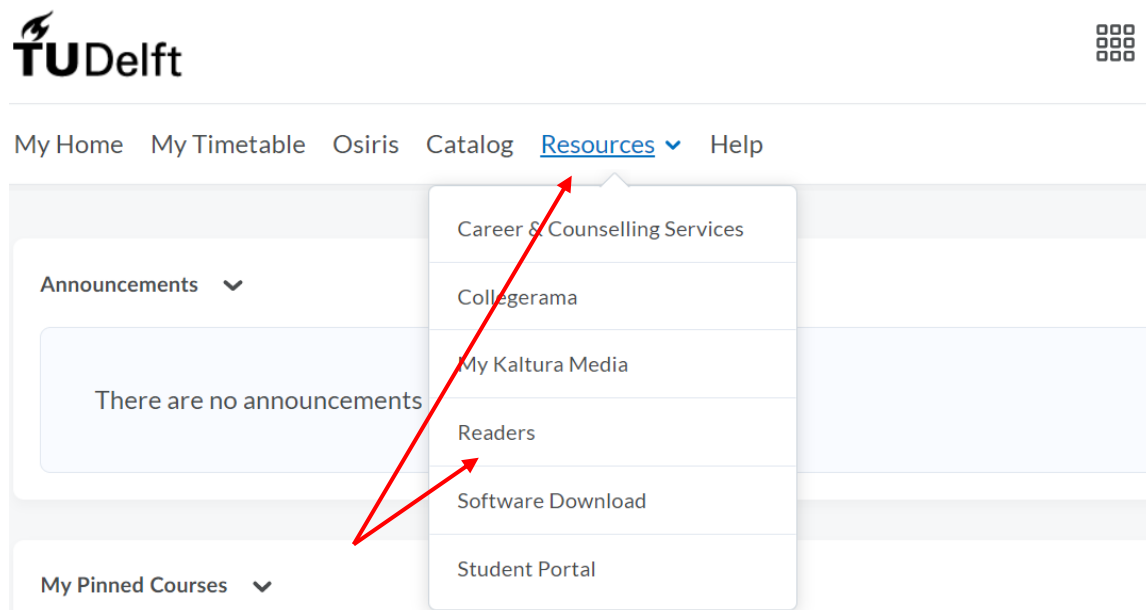 TUDelft
My Home My Timetable Osiris Catalog Resources Help
Career & Counselling Services
Collegerama
My Kaltura Media
Readers
Software Download
Student Portal
Announcements
There are no announcements
My Pinned Courses